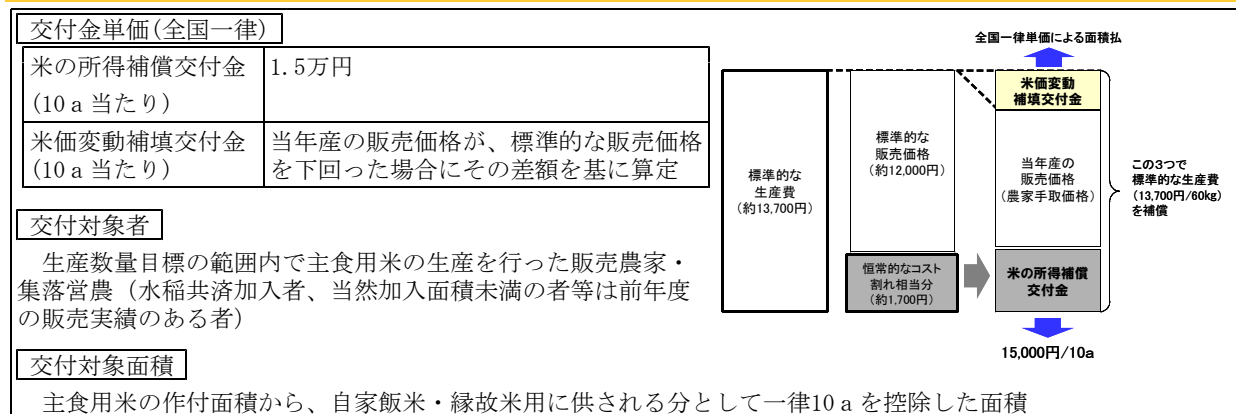 交付金単価(全国一律)
米の所得補償交付金
(10a当たり)
1.5万円
米価変動補填交付金
(10a当たり)
当年産の販売価格が、標準的な販売価格
を下回った場合にその差額を基に算定
交付対象者
生産数量目標の範囲内で主食用米の生産を行った販売農家・
集落営農（水稲共済加入者、当然加入面積未満の者等は前年度
の販売実績のある者）
交付対象面積
主食用米の作付面積から、自家飯米・縁故米用に供される分として一律10aを控除した面積
全国一律単価による面積払
標準的な
生産費
(約13,700円)
標準的な
販売価格
(約12,000円)
恒常的なコスト
割れ相当分
(約1,700円)
米価変動
補填交付金
当年産の
販売価格
(農家手取価格)
米の所得補償
交付金
15,000円/10a
この3つで
標準的な生産費
(13,700円/60kg)
を補償